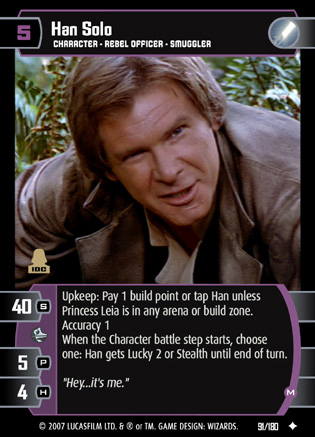 5
Han Solo
CHARACTER • REBEL OFFICER • SMUGGLER
IDC
40 S
5 P
4 H
Upkeep: Pay 1 build point or tap Han unless
Princess Leia is in any arena or build zone.
Accuracy 1
When the Character battle step starts, choose
one: Han gets Lucky 2 or Stealth until end of turn.
"Hey...it's me."
M
© 2007 LUCASFILM LTD. & ® or TM. GAME DESIGN: WIZARDS.
91/180